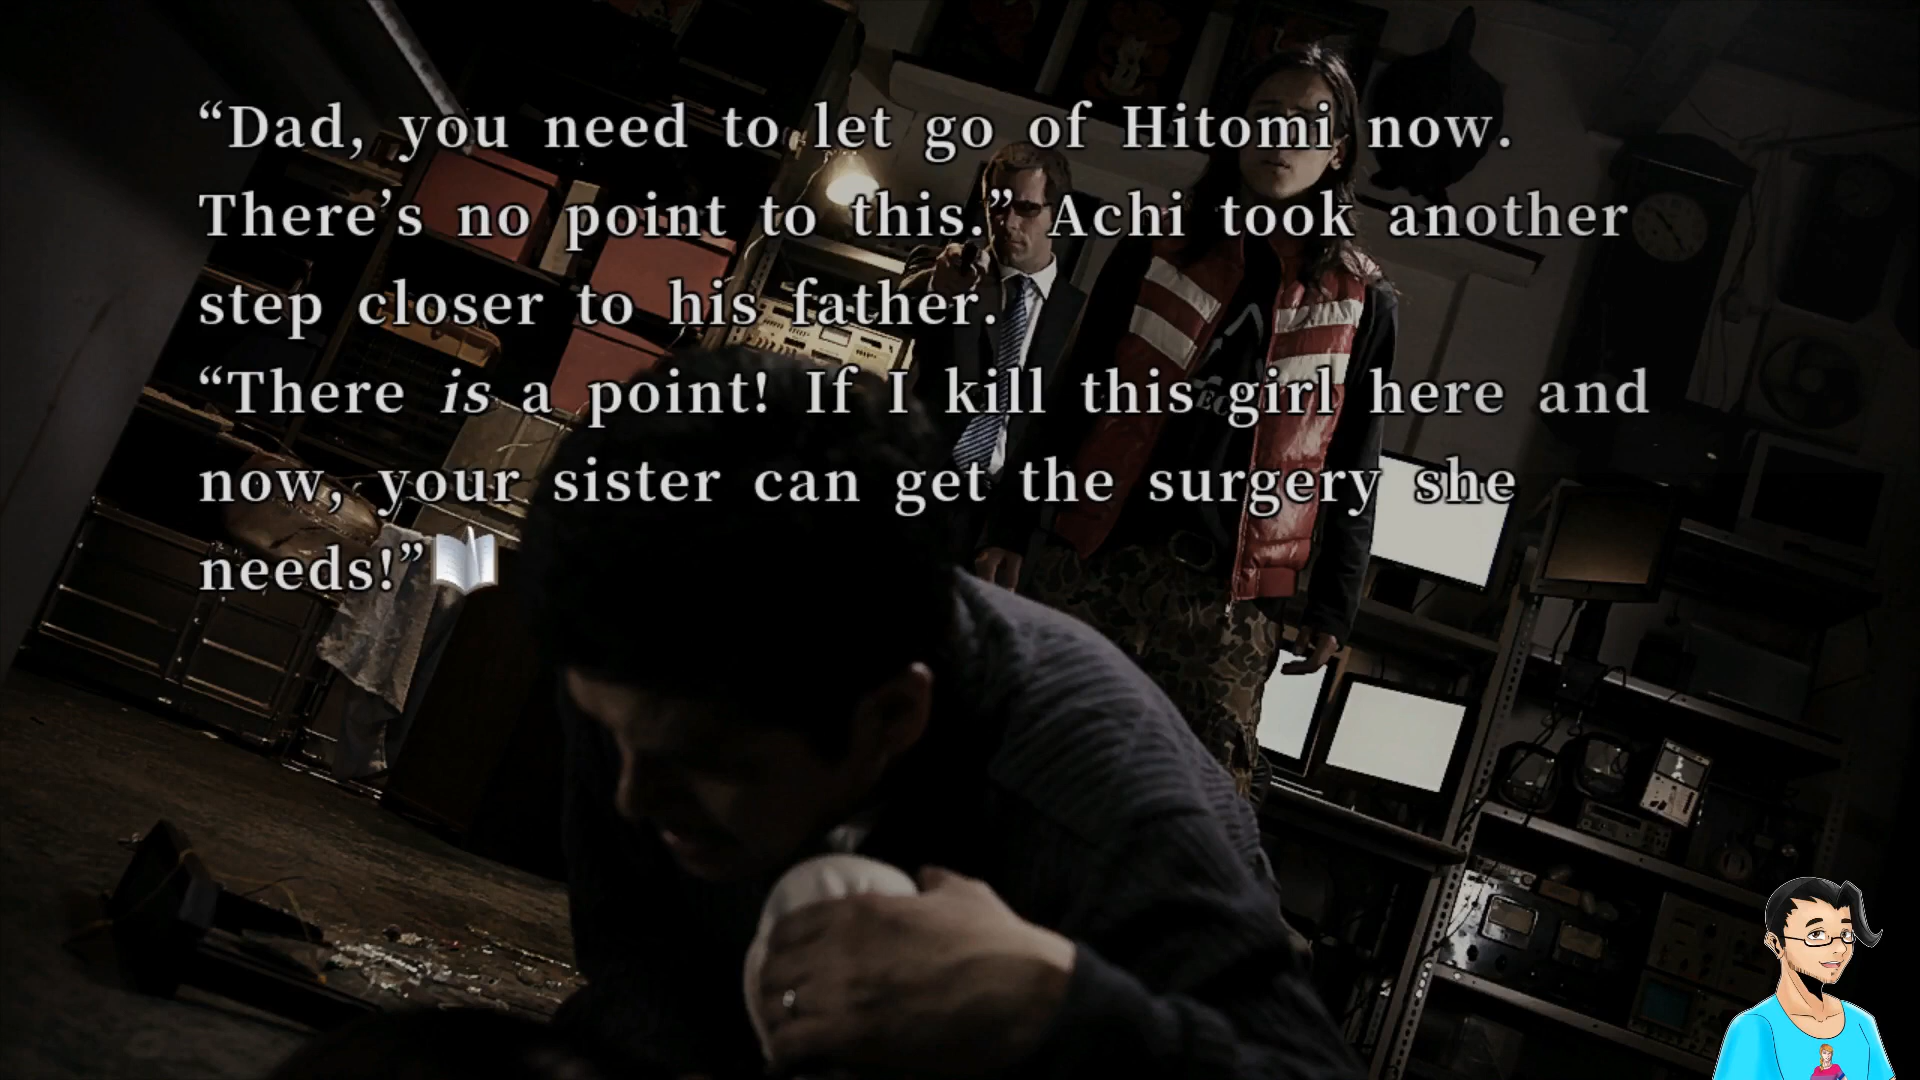 “Dad, you need to let go of Hitomi now.
There’s no point to this.” Achi took another
step closer to his father.
“There is a point! If I kill this girl here and
now, your sister can get the surgery she
needs!”